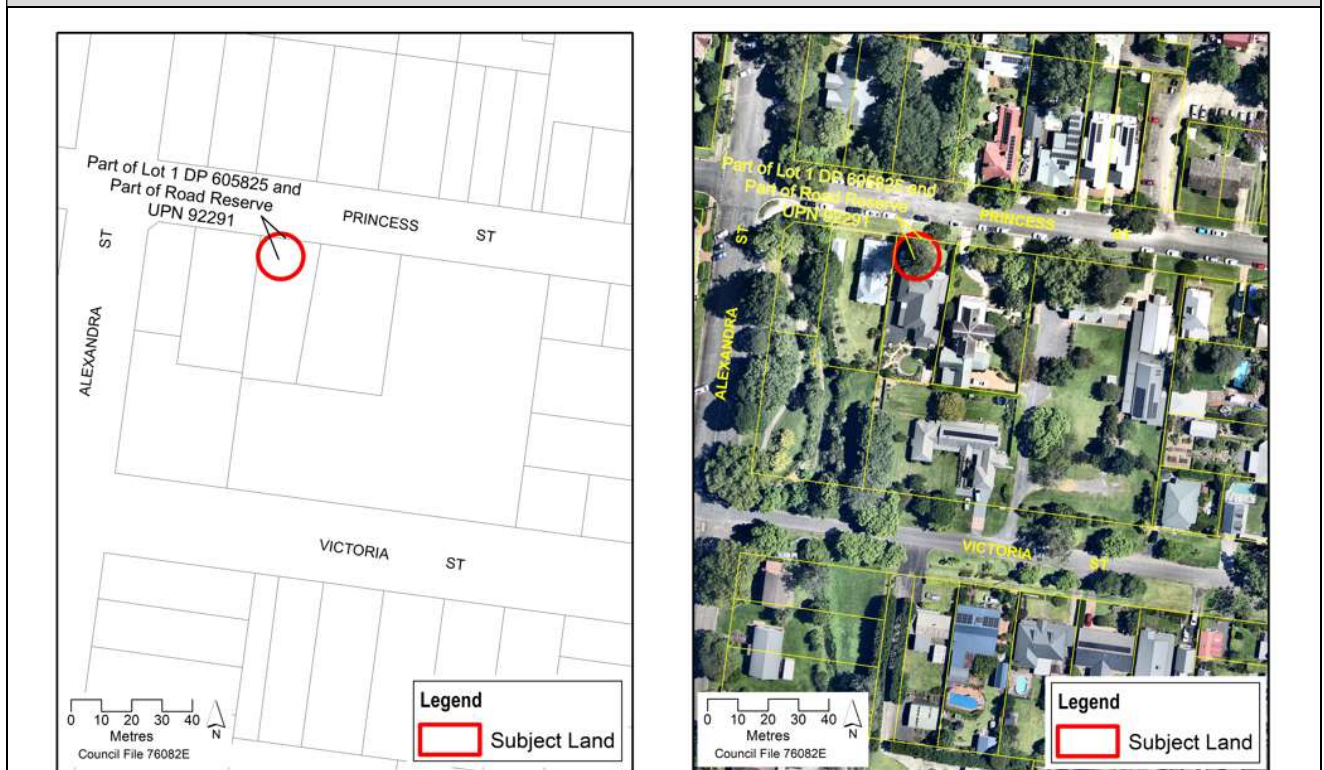 Part of Lot 1 DP 605825 and
Part of Road Reserve
UPN 92291
PRINCESS ST
ALEXANDRA ST
VICTORIA ST
0 10 20 30 40
Metres
N
Council File 76082E
Legend
Subject Land
Part of Lot 1 DP 605825 and
Part of Road Reserve
UPN 92291
PRINCESS ST
ALEXANDRA ST
VICTORIA ST
0 10 20 30 40
Metres
N
Council File 76082E
Legend
Subject Land